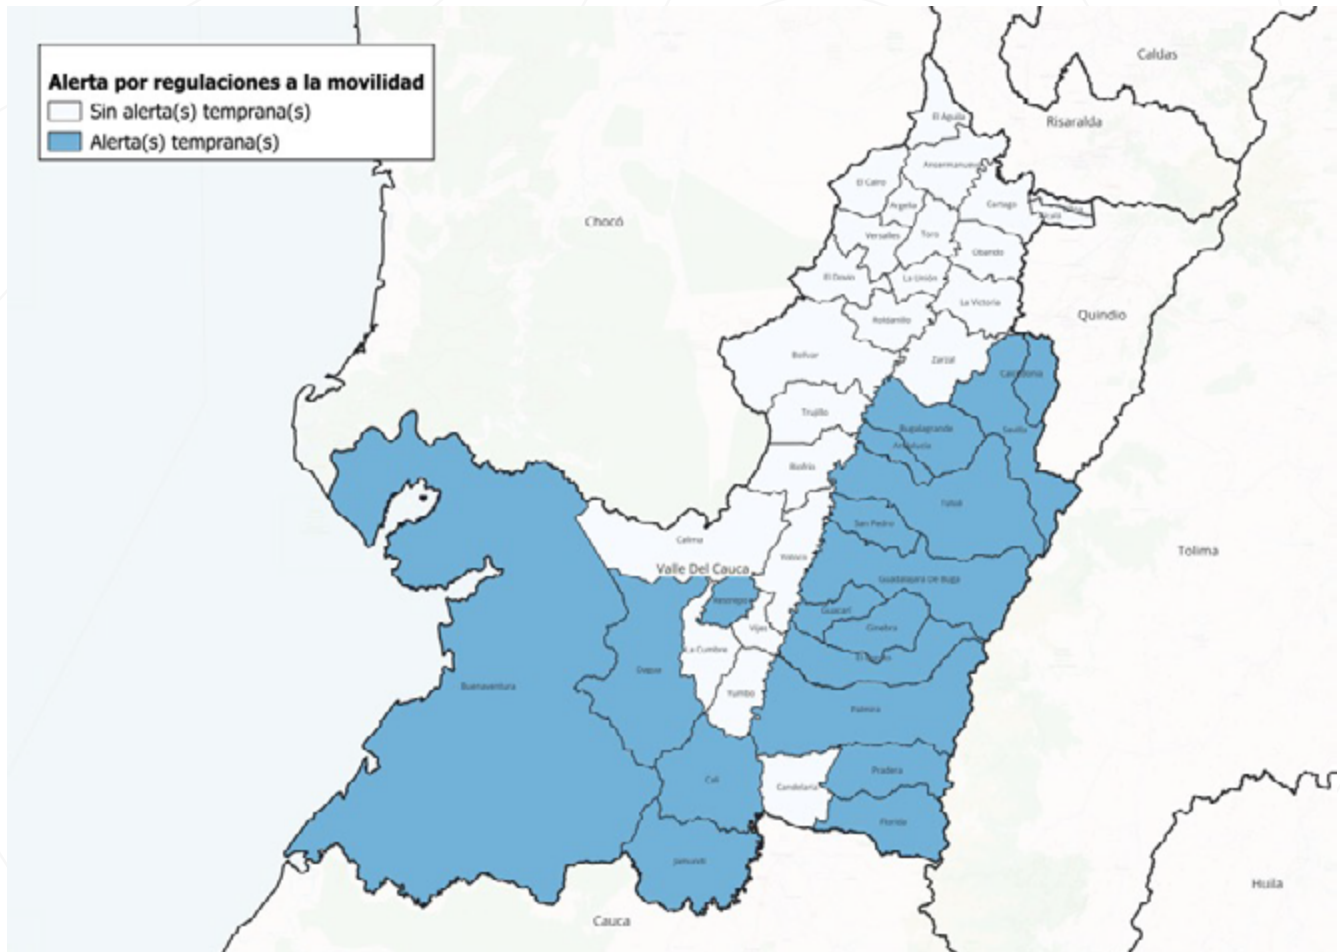 Alerta por regulaciones a la movilidad
Sin alerta(s) temprana(s)
Alerta(s) temprana(s)
Caldas
El Águila
Risaralda
Ansermanuevo
El Cairo
Argelia
Cartago
Alcalá
Chocó
Versalles
Toro
Obando
El Dovio
La Unión
La Victoria
Roldanillo
Quindio
Bolívar
Zarzal
Caicedonia
Trujillo
Bugalagrande
Sevilla
Andalucía
Riofrío
Tuluá
San Pedro
Calima
Yotoco
Tolima
Valle Del Cauca
Guadalajara De Buga
Restrepo
Guacarí
Vijes
Ginebra
La Cumbre
El Cerrito
Dagua
Buenaventura
Yumbo
Palmira
Pradera
Cali
Candelaria
Florida
Jamundí
Huila
Cauca